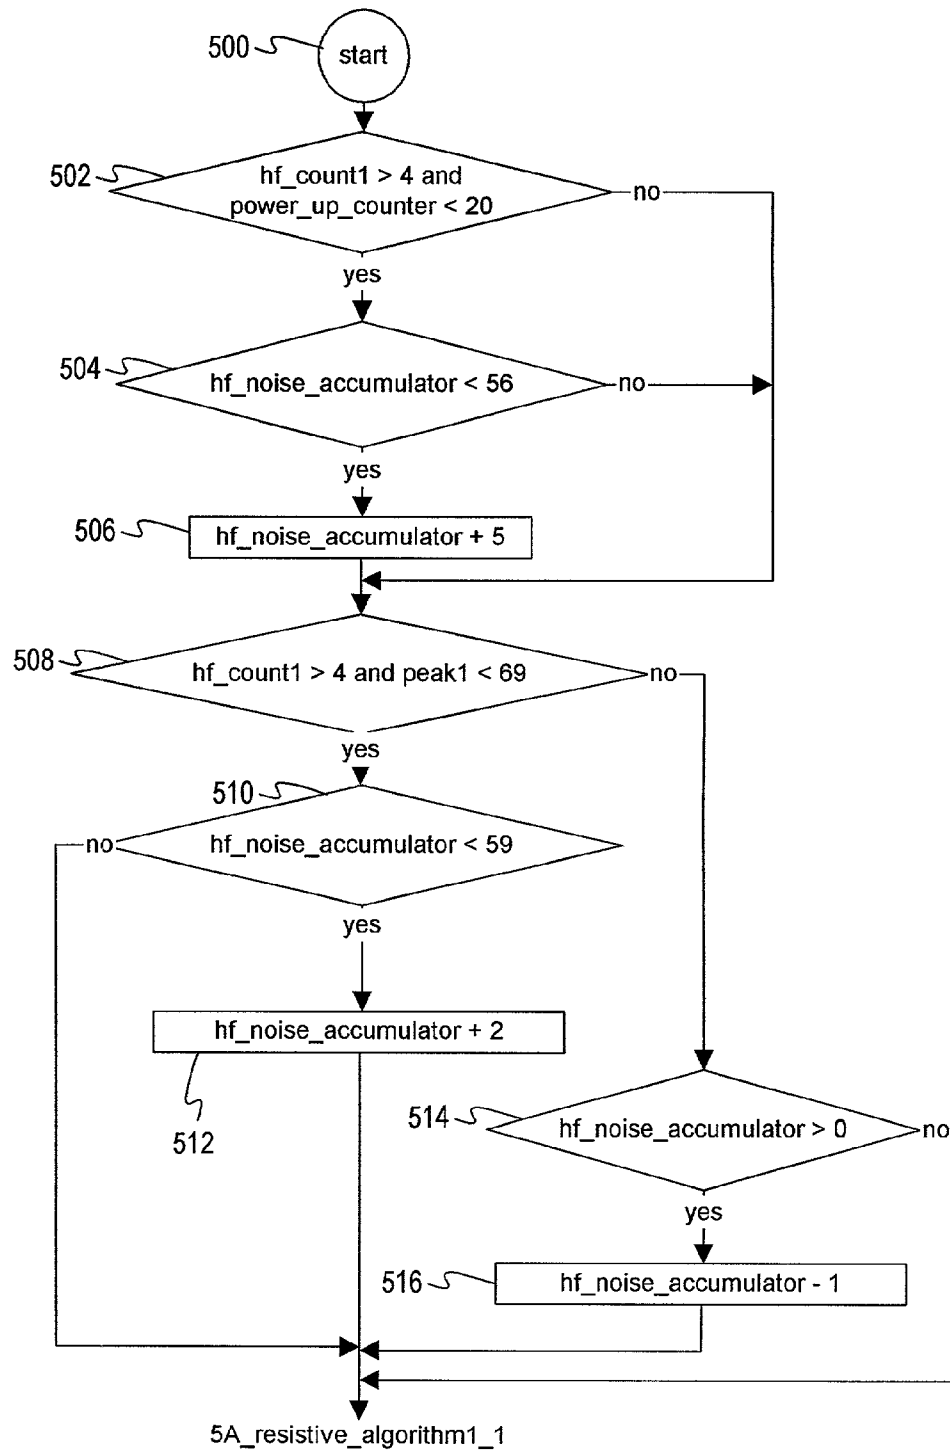 500
start
502
hf_count1 > 4 and
power_up_counter < 20
no
yes
504
hf_noise_accumulator < 56
no
yes
506
hf_noise_accumulator + 5
508
hf_count1 > 4 and peak1 < 69
no
yes
510
no
hf_noise_accumulator < 59
yes
hf_noise_accumulator + 2
512
514
hf_noise_accumulator > 0
no
yes
516
hf_noise_accumulator - 1
5A_resistive_algorithm1_1